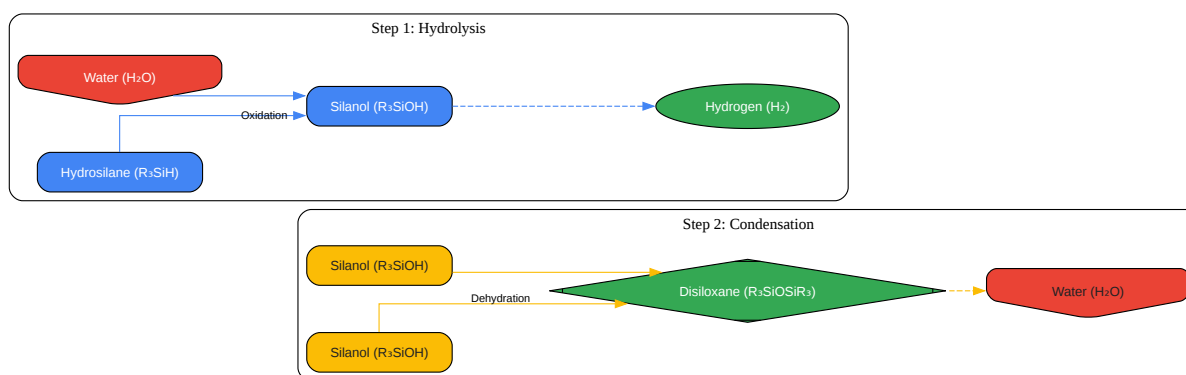 Step 1: Hydrolysis
Water (H₂O)
Silanol (R₃SiOH)
Hydrogen (H₂)
Oxidation
Hydrosilane (R₃SiH)
Step 2: Condensation
Silanol (R₃SiOH)
Disiloxane (R₃SiOSiR₃)
Water (H₂O)
Dehydration
Silanol (R₃SiOH)